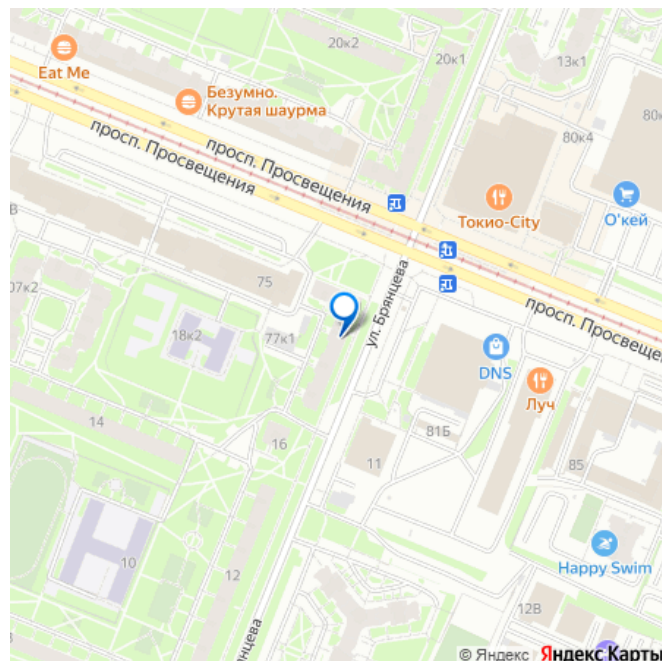 20к2
20к1
13к1
Eat Me
Безумно.
Крутая шаурма
80к4
просп. Просвещения
просп. Просвещения
Токио-City
О'кей
75
ул. Брянцева
просп. Просвещения
07к2
18к2
77к1
DNS
Луч
14
16
81Б
11
85
10
12
Happy Swim
12В
© Яндекс
Яндекс Карты